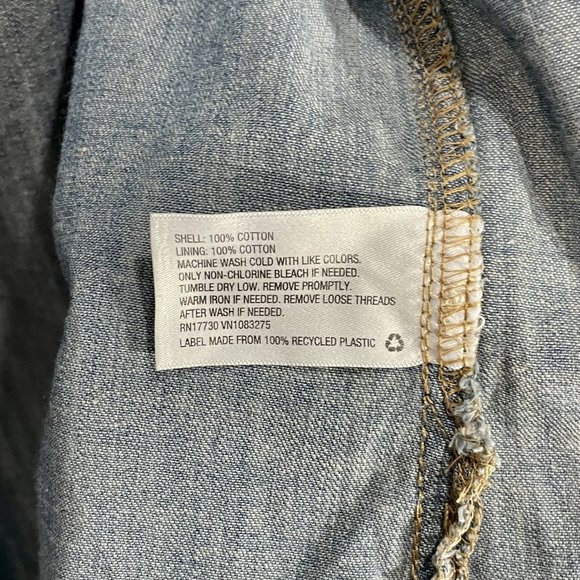 SHELL: 100% COTTON
LINING: 100% COTTON
MACHINE WASH COLD WITH LIKE COLORS.
ONLY NON-CHLORINE BLEACH IF NEEDED.
TUMBLE DRY LOW. REMOVE PROMPTLY.
WARM IRON IF NEEDED. REMOVE LOOSE THREADS
AFTER WASH IF NEEDED.
RN17730 VN1083275
LABEL MADE FROM 100% RECYCLED PLASTIC